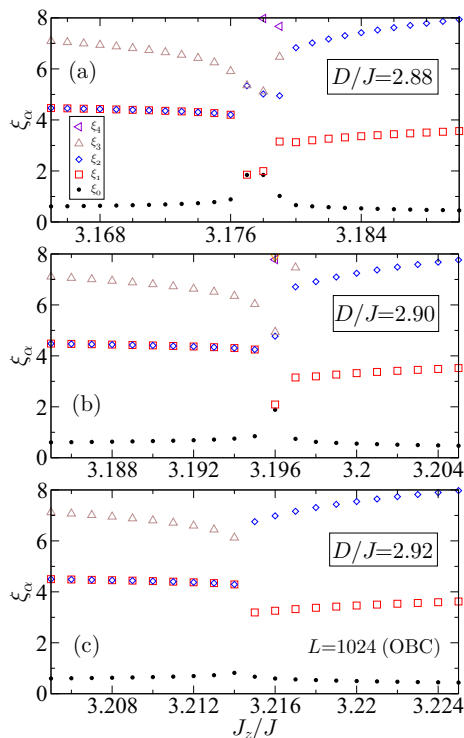 8
6
4
2
0
ξα
(a)
D/J=2.88
ξ4
ξ3
ξ2
ξ1
ξ0
3.168
3.176
3.184
8
6
4
2
0
ξα
(b)
D/J=2.90
3.188
3.192
3.196
3.2
3.204
8
6
4
2
0
ξα
(c)
D/J=2.92
L=1024 (OBC)
3.208
3.212
3.216
3.22
3.224
Jz/J